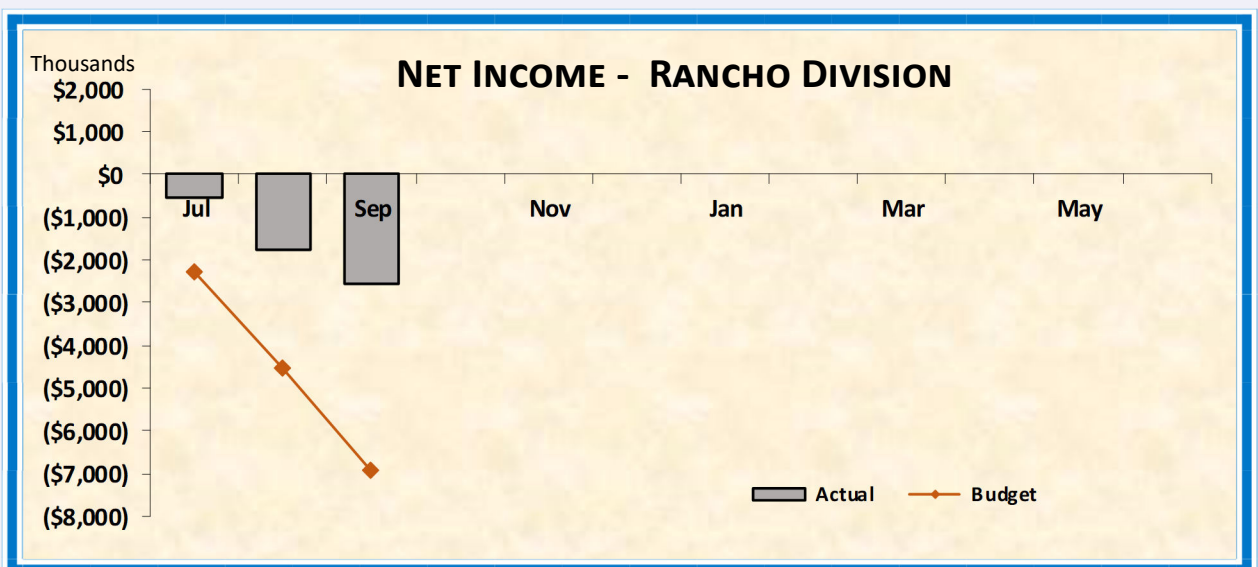 Thousands
NET INCOME - RANCHO DIVISION
$2,000
$1,000
$0
($1,000)
($2,000)
($3,000)
($4,000)
($5,000)
($6,000)
($7,000)
($8,000)
Jul Sep Nov Jan Mar May
Actual Budget